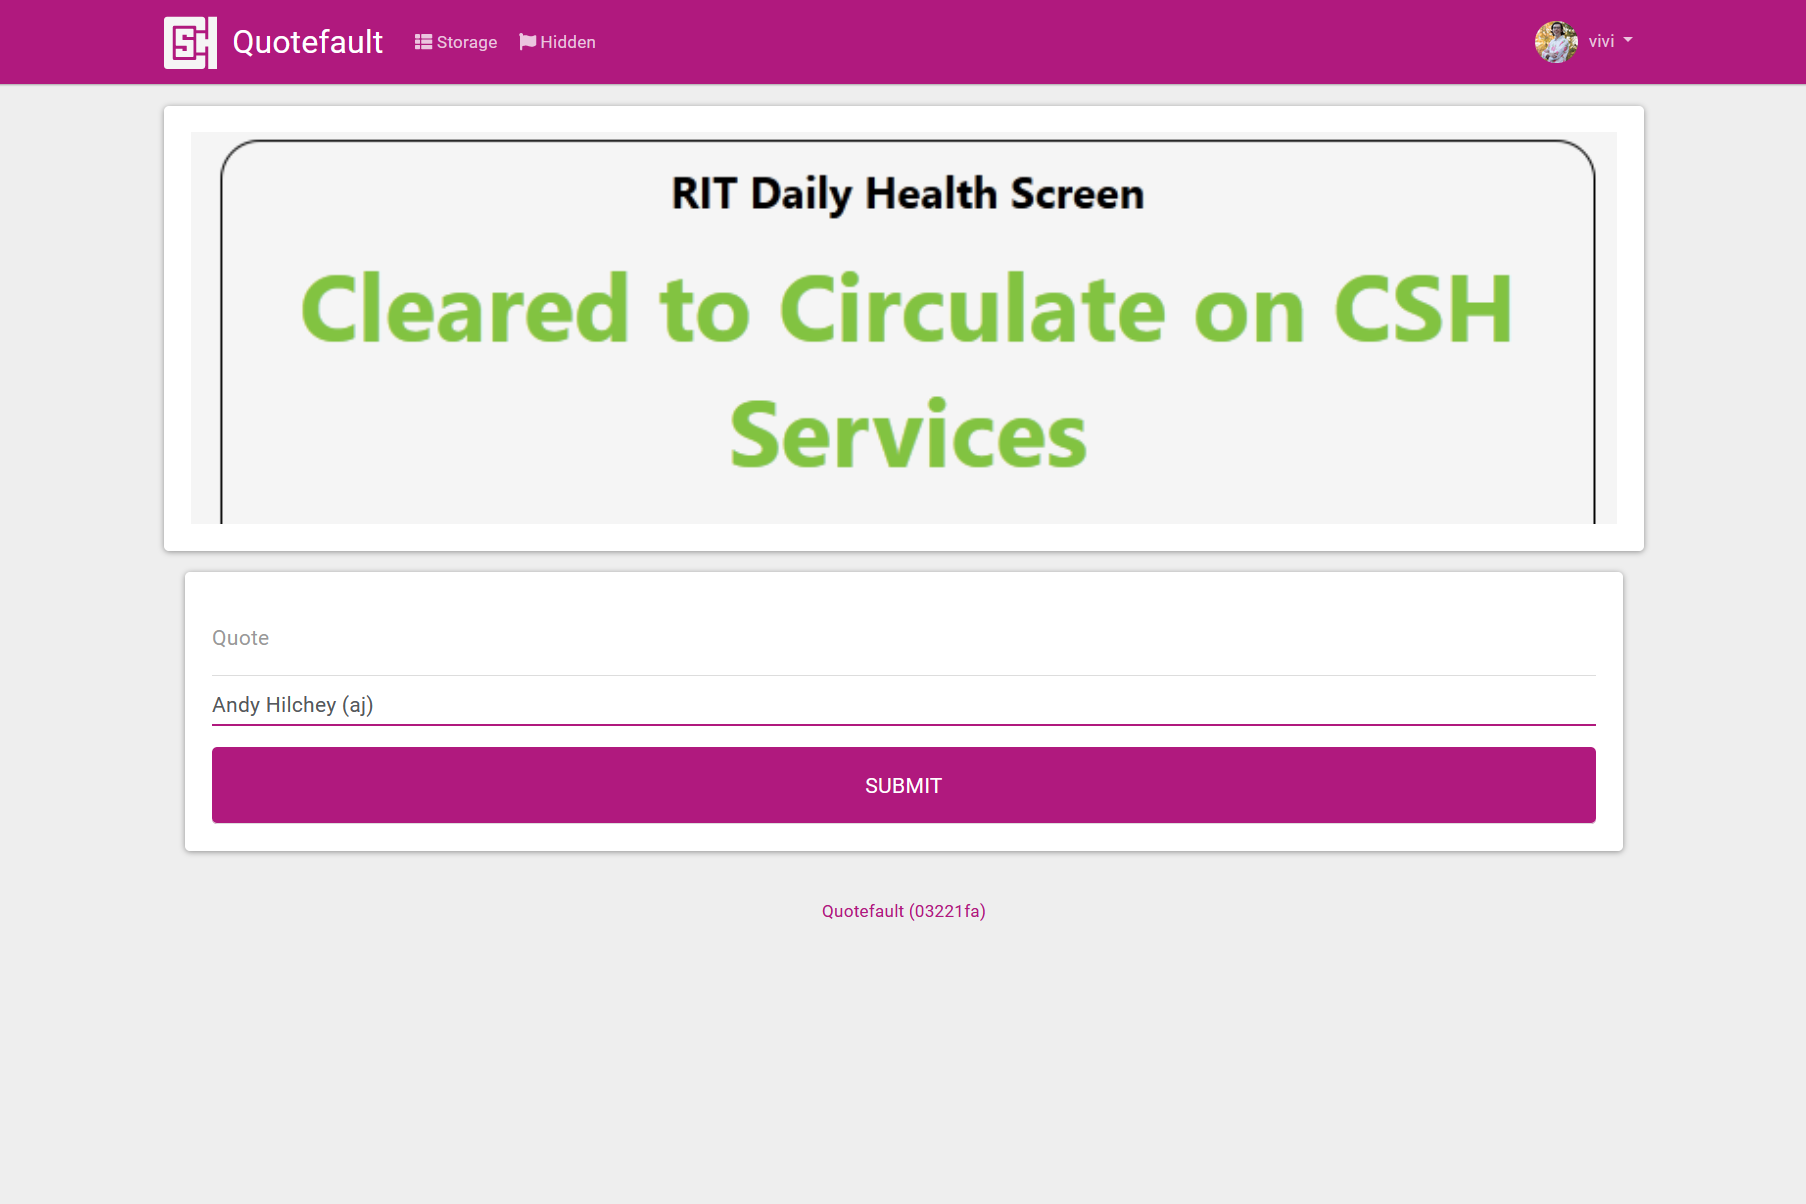 Quotefault
Storage
Hidden
vivi
RIT Daily Health Screen
Cleared to Circulate on CSH
Services
Quote
Andy Hilchey (aj)
SUBMIT
Quotefault (03221fa)